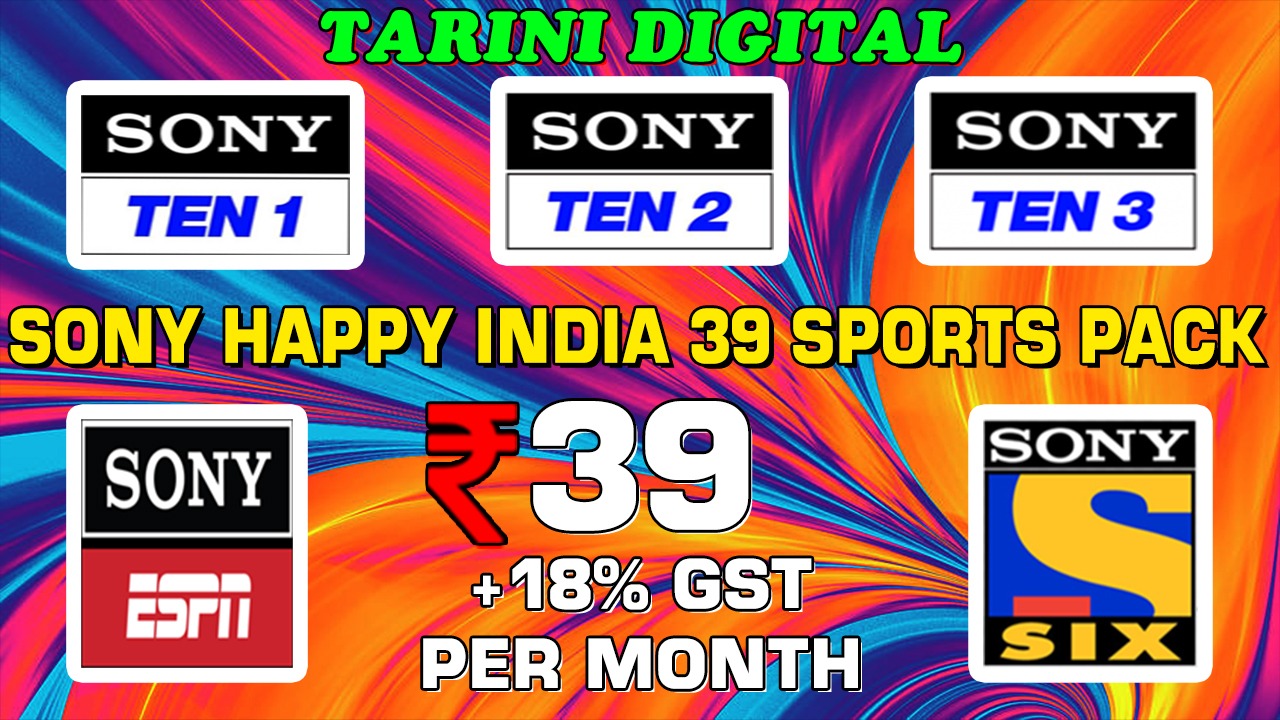 TARINI DIGITAL
SONY
TEN 1
SONY
TEN 2
SONY
TEN 3
SONY HAPPY INDIA 39 SPORTS PACK
SONY
ESPN
₹39
+18% GST
PER MONTH
SONY
SIX